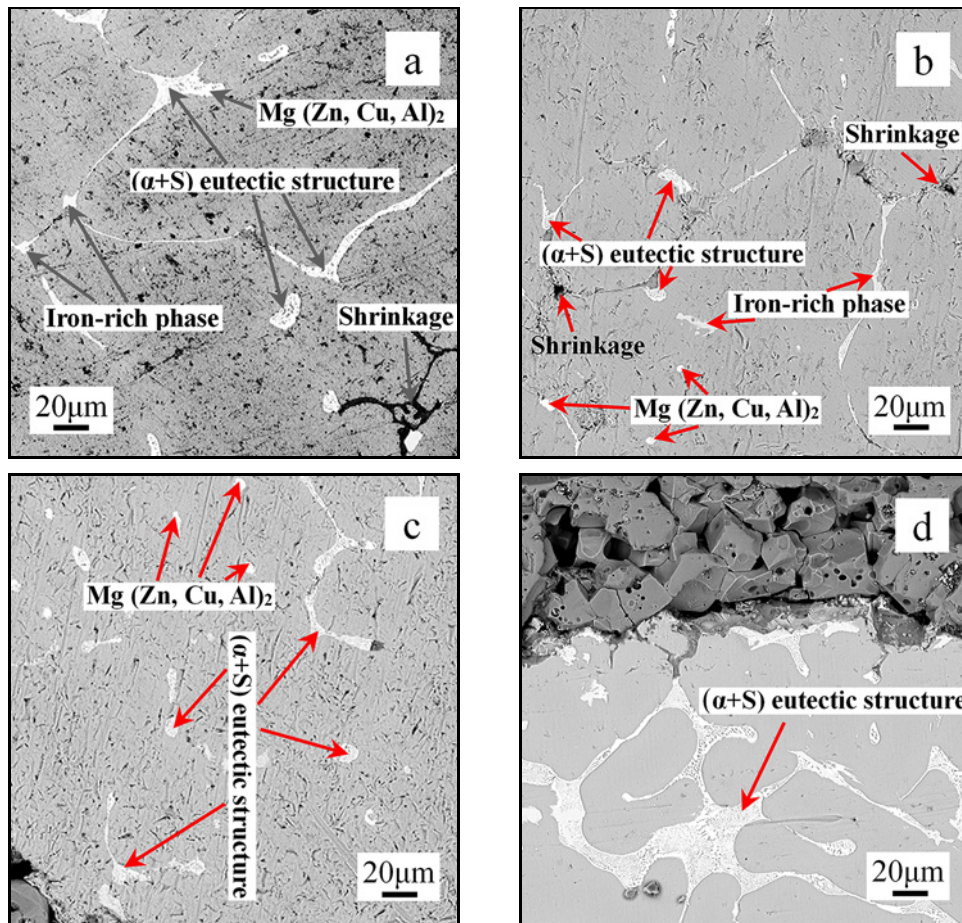 a
Mg (Zn, Cu, Al)₂
(α+S) eutectic structure
Iron-rich phase
Shrinkage
20μm
b
Shrinkage
(α+S) eutectic structure
Iron-rich phase
Shrinkage
Mg (Zn, Cu, Al)₂
20μm
c
Mg (Zn, Cu, Al)₂
(α+S) eutectic structure
20μm
d
(α+S) eutectic structure
20μm